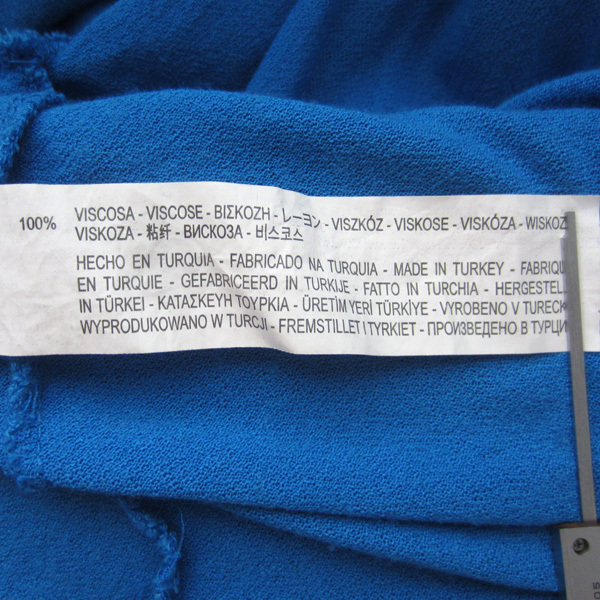 100% VISCOSA - VISCOSE - ΒΙΣΚΟΖΗ - レーヨン - VISZKÓZ - VISKOSE - VISKÓZA - WISKOZ
VISKOZA - 粘纤 - ВИСКОЗА - 비스코스
HECHO EN TURQUIA - FABRICADO NA TURQUIA - MADE IN TURKEY - FABRIQU
EN TURQUIE - GEFABRICEERD IN TURKIJE - FATTO IN TURCHIA - HERGESTEL
IN TÜRKEI - ΚΑΤΑΣΚΕΥΗ ΤΟΥΡΚΙΑ - ÜRETİM YERİ TÜRKİYE - VYROBENO V TURECK
WYPRODUKOWANO W TURCJI - FREMSTILLET I TYRKIET - ПРОИЗВЕДЕНО В ТУРЦИ